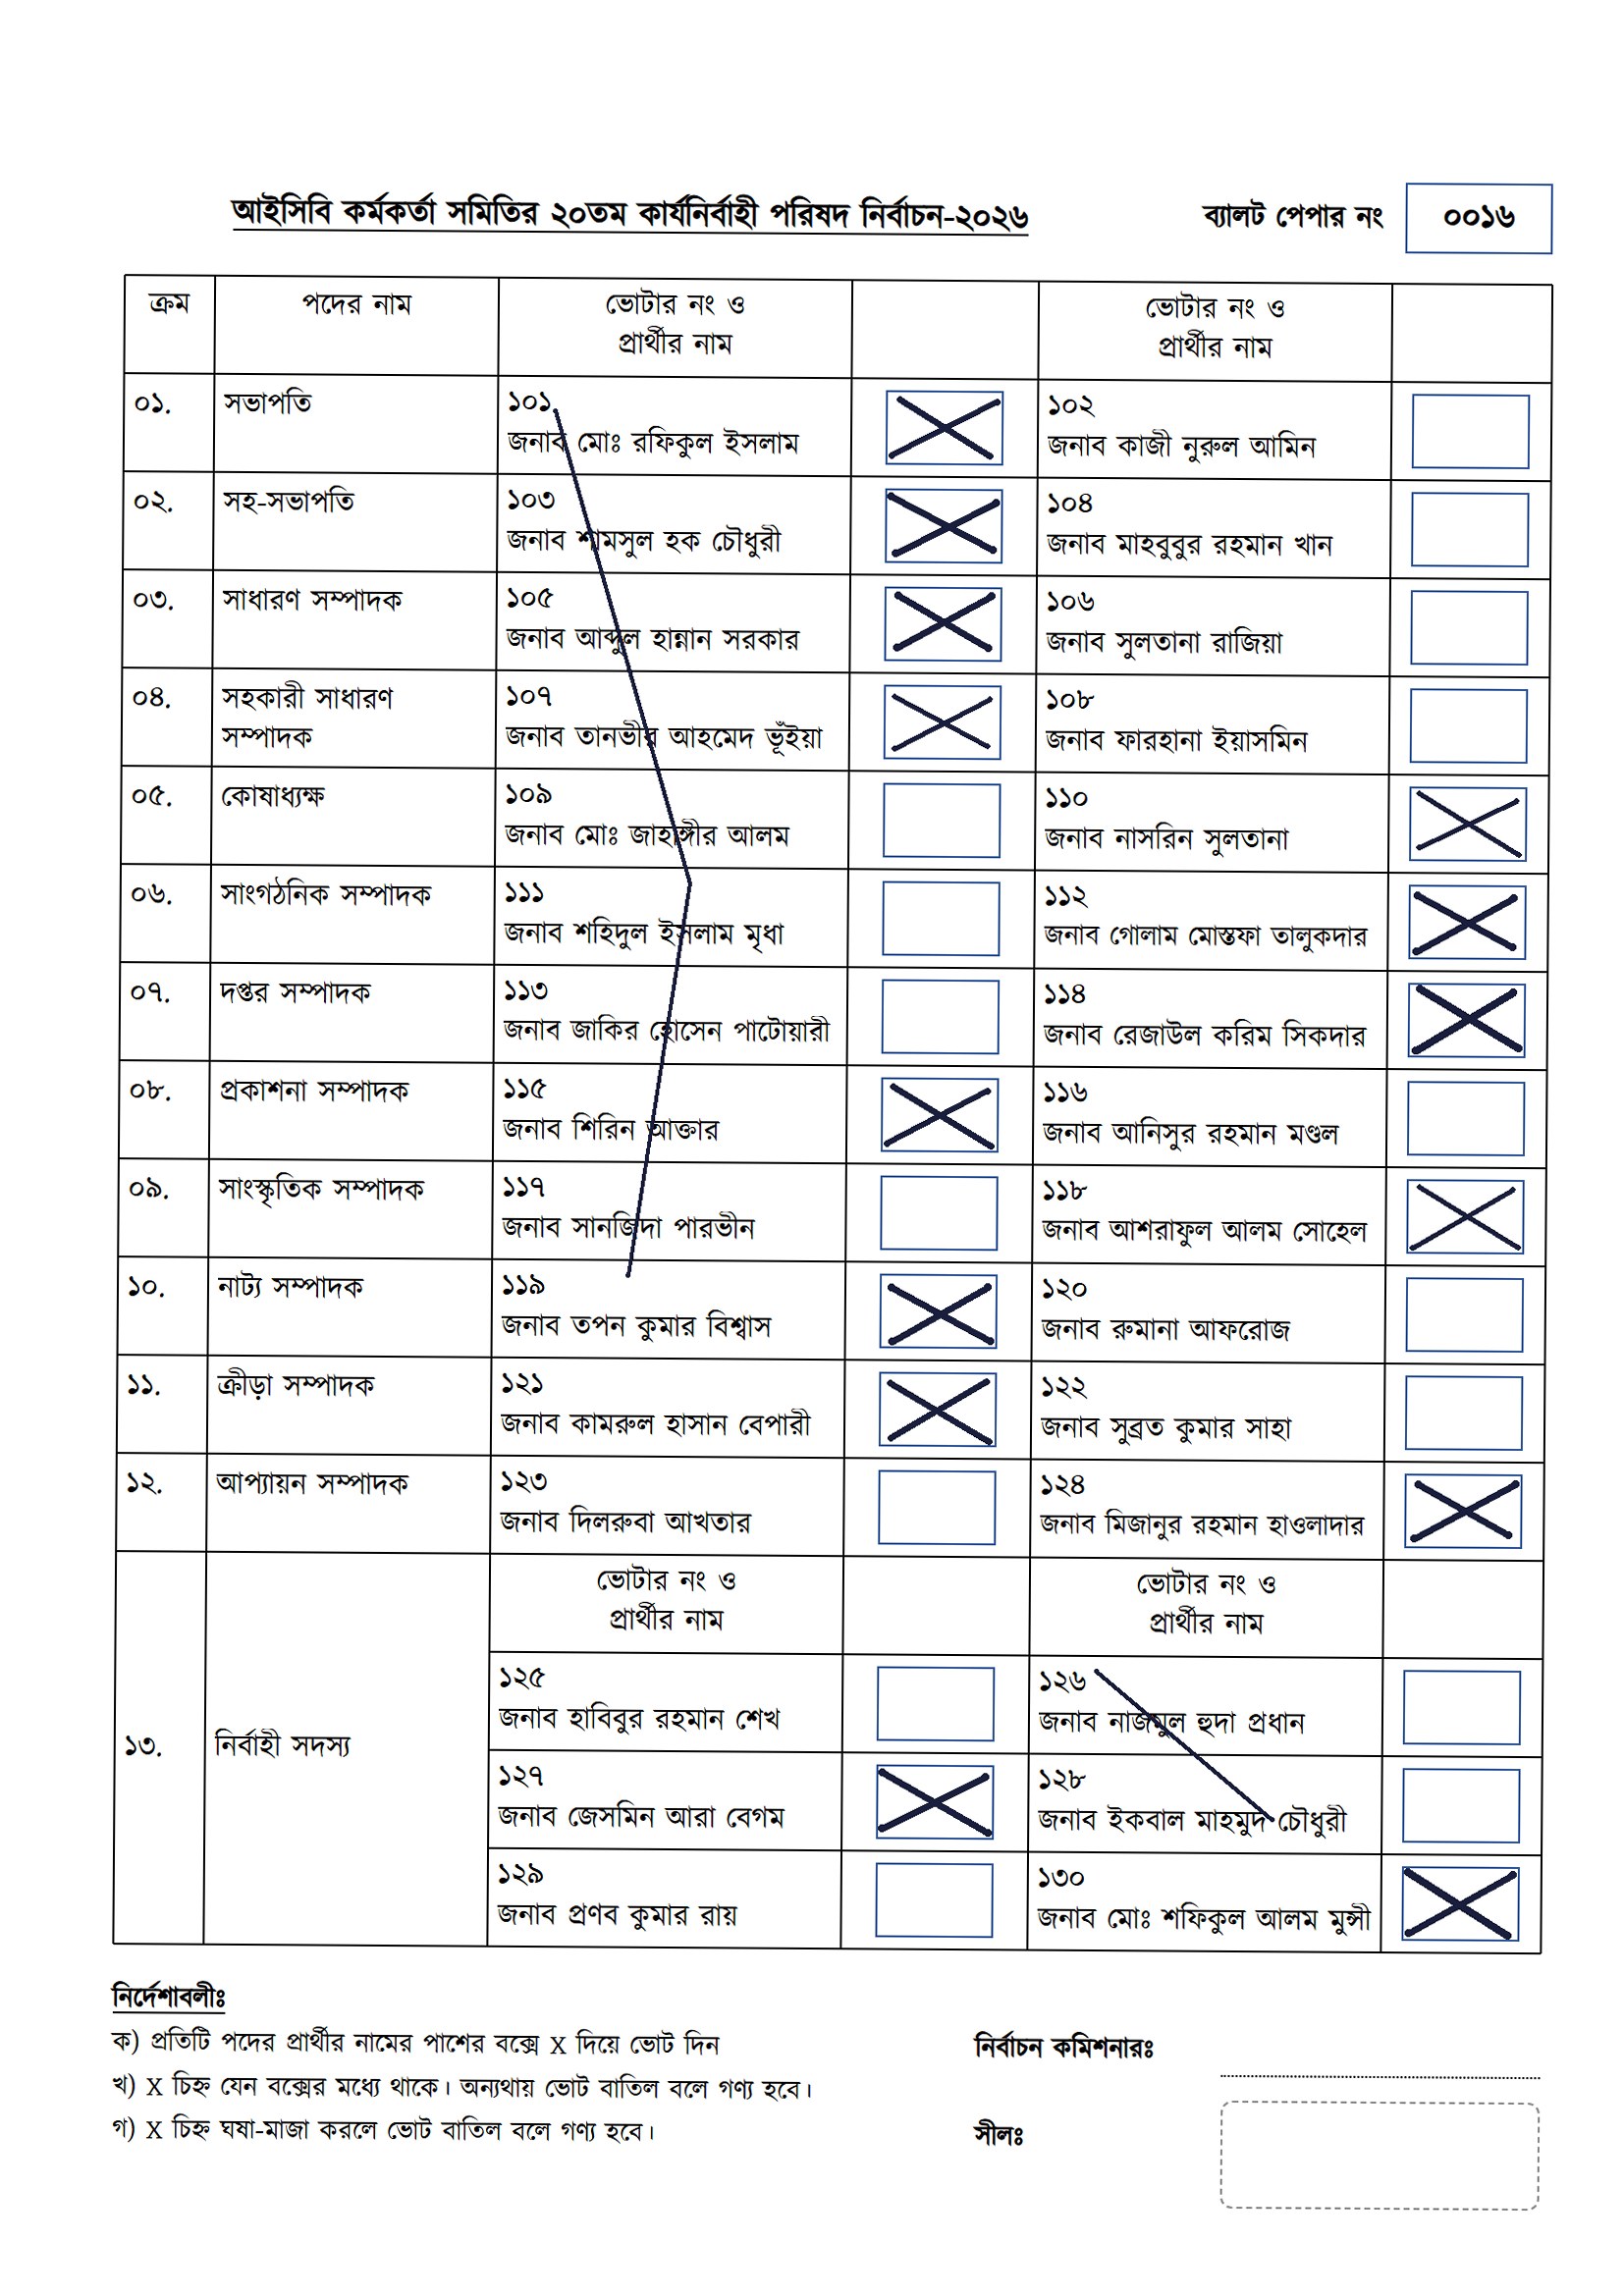 আইসিবি কর্মকর্তা সমিতির ২০তম কার্যনির্বাহী পরিষদ নির্বাচন-২০২৬
ব্যালট পেপার নং ০০১৬
ক্রম পদের নাম ভোটার নং ও ভোটার নং ও
প্রার্থীর নাম প্রার্থীর নাম
০১. সভাপতি ১০১ ১০২
জনাব মোঃ রফিকুল ইসলাম জনাব কাজী নুরুল আমিন
০২. সহ-সভাপতি ১০৩ ১০৪
জনাব শামসুল হক চৌধুরী জনাব মাহবুবুর রহমান খান
০৩. সাধারণ সম্পাদক ১০৫ ১০৬
জনাব আব্দুল হান্নান সরকার জনাব সুলতানা রাজিয়া
০৪. সহকারী সাধারণ ১০৭ ১০৮
সম্পাদক জনাব তানভীর আহমেদ ভূঁইয়া জনাব ফারহানা ইয়াসমিন
০৫. কোষাধ্যক্ষ ১০৯ ১১০
জনাব মোঃ জাহাঙ্গীর আলম জনাব নাসরিন সুলতানা
০৬. সাংগঠনিক সম্পাদক ১১১ ১১২
জনাব শহিদুল ইসলাম মৃধা জনাব গোলাম মোস্তফা তালুকদার
০৭. দপ্তর সম্পাদক ১১৩ ১১৪
জনাব জাকির হোসেন পাটোয়ারী জনাব রেজাউল করিম সিকদার
০৮. প্রকাশনা সম্পাদক ১১৫ ১১৬
জনাব শিরিন আক্তার জনাব আনিসুর রহমান মণ্ডল
০৯. সাংস্কৃতিক সম্পাদক ১১৭ ১১৮
জনাব সানজিদা পারভীন জনাব আশরাফুল আলম সোহেল
১০. নাট্য সম্পাদক ১১৯ ১২০
জনাব তপন কুমার বিশ্বাস জনাব রুমানা আফরোজ
১১. ক্রীড়া সম্পাদক ১২১ ১২২
জনাব কামরুল হাসান বেপারী জনাব সুব্রত কুমার সাহা
১২. আপ্যায়ন সম্পাদক ১২৩ ১২৪
জনাব দিলরুবা আখতার জনাব মিজানুর রহমান হাওলাদার
ভোটার নং ও ভোটার নং ও
প্রার্থীর নাম প্রার্থীর নাম
১২৫ ১২৬
জনাব হাবিবুর রহমান শেখ জনাব নাজমুল হুদা প্রধান
১৩. নির্বাহী সদস্য
১২৭ ১২৮
জনাব জেসমিন আরা বেগম জনাব ইকবাল মাহমুদ চৌধুরী
১২৯ ১৩০
জনাব প্রণব কুমার রায় জনাব মোঃ শফিকুল আলম মুন্সী
নির্দেশাবলীঃ
ক) প্রতিটি পদের প্রার্থীর নামের পাশের বক্সে X দিয়ে ভোট দিন
খ) X চিহ্ন যেন বক্সের মধ্যে থাকে। অন্যথায় ভোট বাতিল বলে গণ্য হবে।
গ) X চিহ্ন ঘষা-মাজা করলে ভোট বাতিল বলে গণ্য হবে।
নির্বাচন কমিশনারঃ
সীলঃ